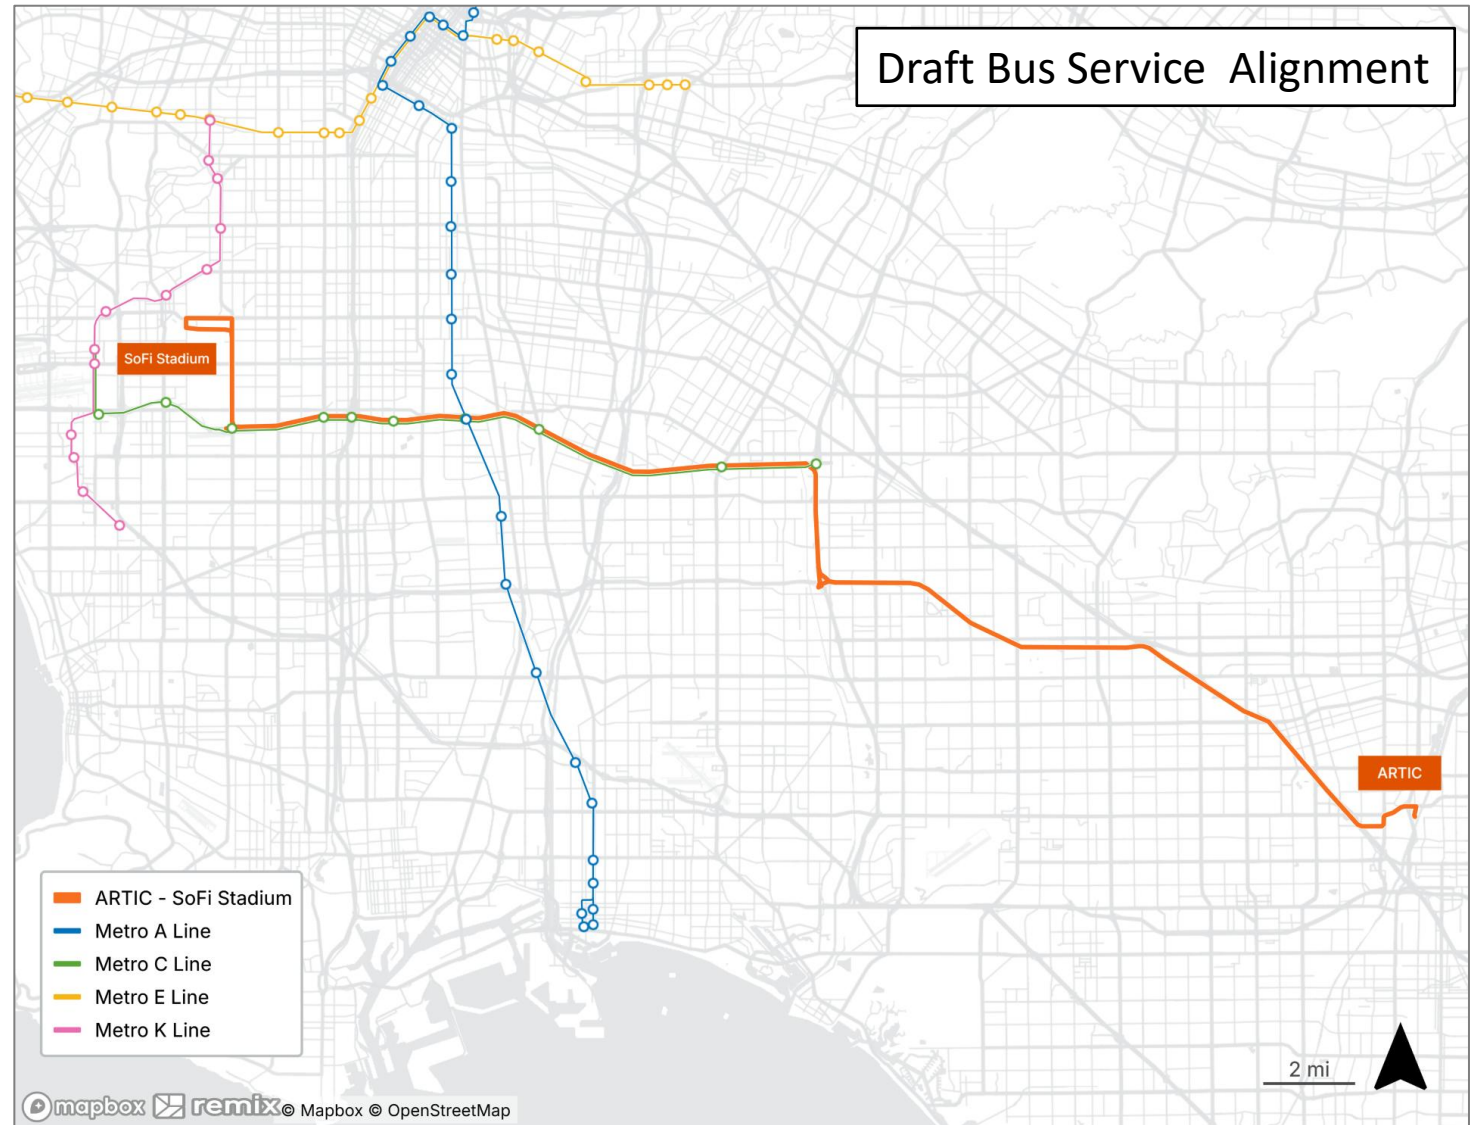 Draft Bus Service Alignment
SoFi Stadium
ARTIC
ARTIC - SoFi Stadium
Metro A Line
Metro C Line
Metro E Line
Metro K Line
2 mi
mapbox remix © Mapbox © OpenStreetMap